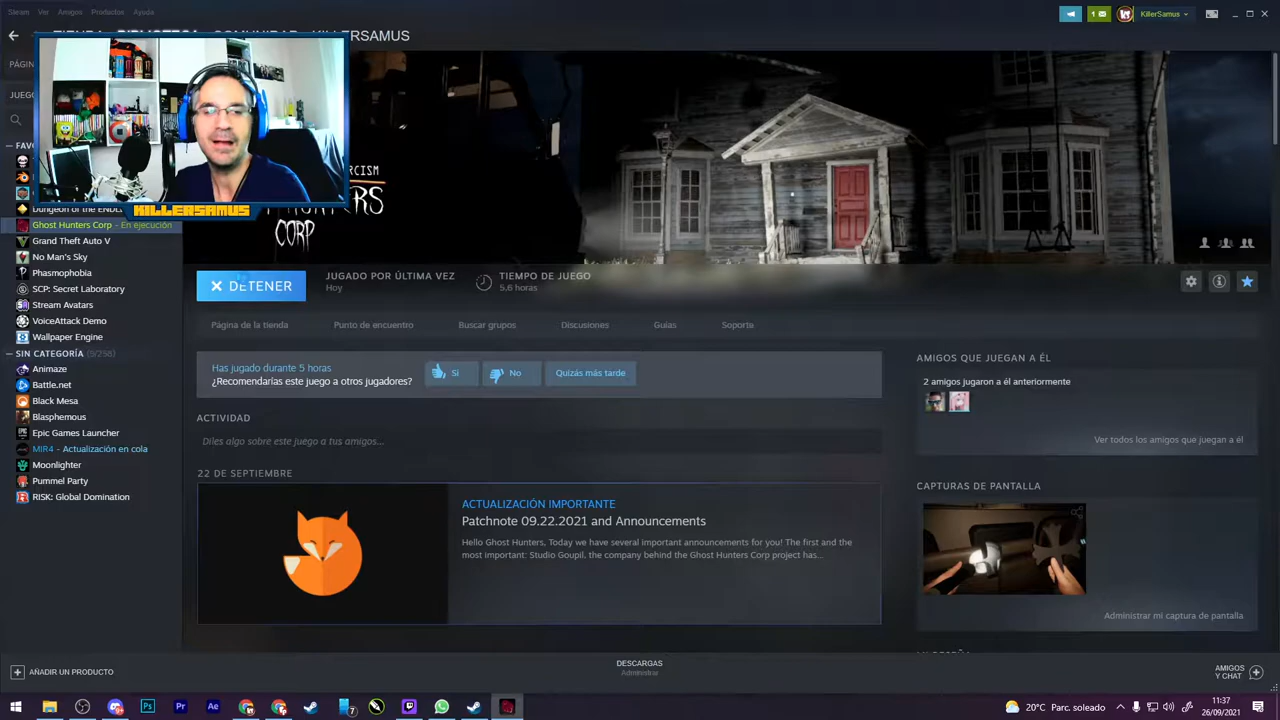 Steam Ver Amigos Productos Ayuda
1
KillerSamus
KILLERSAMUS
KILLERSAMUS
CORP
Ghost Hunters Corp - En ejecución
Grand Theft Auto V
No Man's Sky
Phasmophobia
SCP: Secret Laboratory
Stream Avatars
VoiceAttack Demo
Wallpaper Engine
SIN CATEGORÍA (9/256)
Animaze
Battle.net
Black Mesa
Blasphemous
Epic Games Launcher
MIR4 - Actualización en cola
Moonlighter
Pummel Party
RISK: Global Domination
DETENER
JUGADO POR ÚLTIMA VEZ
Hoy
TIEMPO DE JUEGO
5.6 horas
Página de la tienda Punto de encuentro Buscar grupos Discusiones Guías Soporte
Has jugado durante 5 horas
¿Recomendarías este juego a otros jugadores?
Sí
No
Quizás más tarde
ACTIVIDAD
Diles algo sobre este juego a tus amigos...
22 DE SEPTIEMBRE
ACTUALIZACIÓN IMPORTANTE
Patchnote 09.22.2021 and Announcements
Hello Ghost Hunters, Today we have several important announcements for you! The first and the
most important: Studio Goupil, the company behind the Ghost Hunters Corp project has...
AMIGOS QUE JUEGAN A ÉL
2 amigos jugaron a él anteriormente
Ver todos los amigos que juegan a él
CAPTURAS DE PANTALLA
Administrar mi captura de pantalla
AÑADIR UN PRODUCTO
DESCARGAS
Administrar
AMIGOS
Y CHAT
Ps Pr Ae
7
20°C Parc. soleado
11:37
26/09/2021